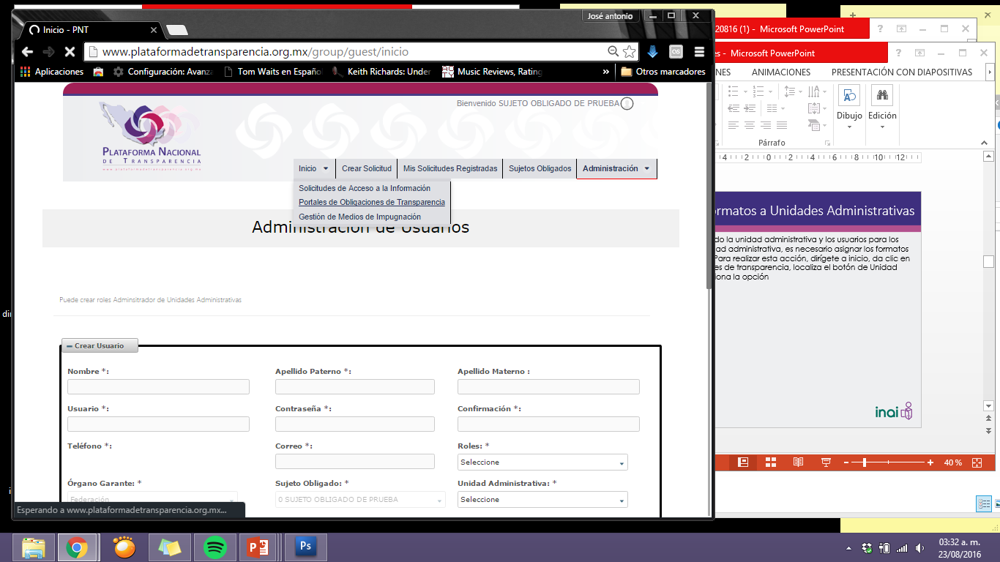 José antonio
Inicio - PNT
www.plataformadetransparencia.org.mx/group/guest/inicio
Aplicaciones
Configuración: Avanza
Tom Waits en Español
Keith Richards: Under
Music Reviews, Rating
»
Otros marcadores
Bienvenido SUJETO OBLIGADO DE PRUEBA
PLATAFORMA NACIONAL
DE TRANSPARENCIA
www.plataformadetransparencia.org.mx
Inicio
Crear Solicitud
Mis Solicitudes Registradas
Sujetos Obligados
Administración
Solicitudes de Acceso a la Información
Portales de Obligaciones de Transparencia
Gestión de Medios de Impugnación
Administración de Usuarios
Puede crear roles Adminsitrador de Unidades Administrativas
Crear Usuario
Nombre *:
Apellido Paterno *:
Apellido Materno :
Usuario *:
Contraseña *:
Confirmación *:
Teléfono *:
Correo *:
Roles: *
Seleccione
Órgano Garante: *
Sujeto Obligado: *
Unidad Administrativa: *
Federación
0 SUJETO OBLIGADO DE PRUEBA
Seleccione
Esperando a www.plataformadetransparencia.org.mx...
20816 (1) - Microsoft PowerPoint
es - Microsoft PowerPoint
NES
ANIMACIONES
PRESENTACIÓN CON DIAPOSITIVAS
Dibujo
Edición
Párrafo
4 2 0 2 4 6 8 10 12
ormatos a Unidades Administrativas
do la unidad administrativa y los usuarios para los
dad administrativa, es necesario asignar los formatos
Para realizar esta acción, dirígete a inicio, da clic en
es de transparencia, localiza el botón de Unidad
iona la opción
inai
40 %
03:32 a. m.
23/08/2016